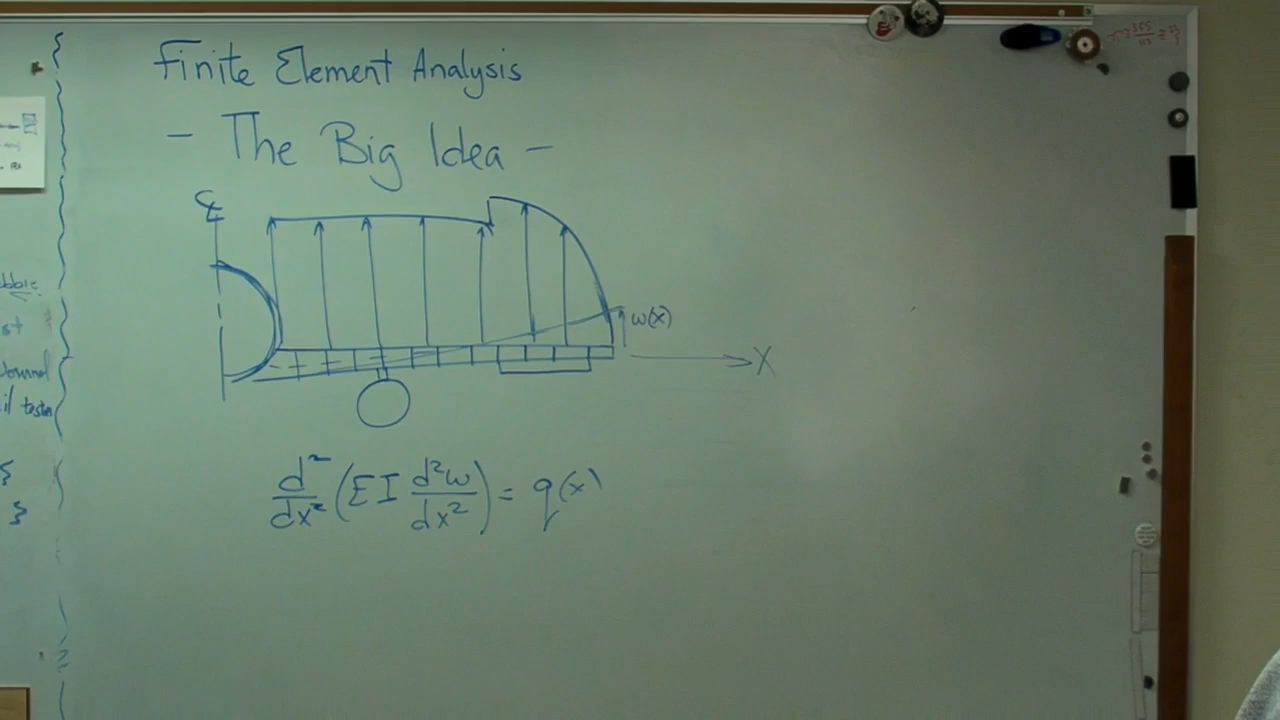 Finite Element Analysis
- The Big Idea -
℄
w(x)
X
d²/dx² (EI d²w/dx²) = q(x)